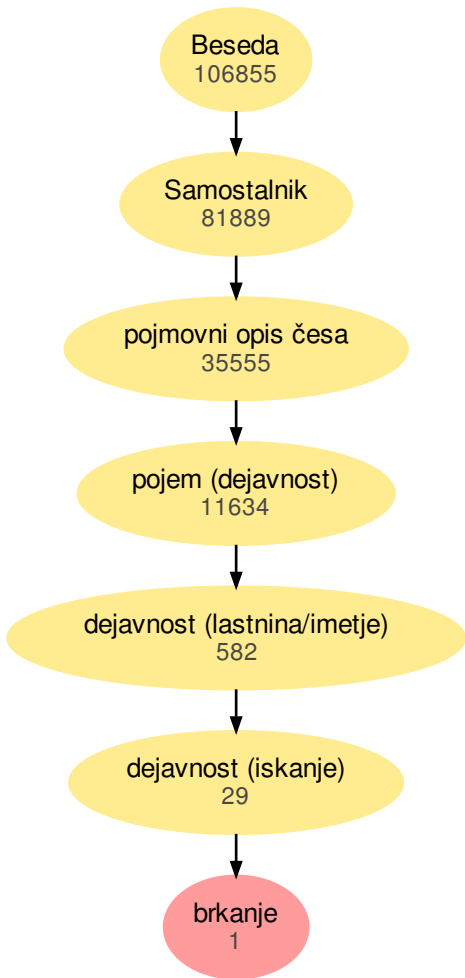 Beseda
106855
Samostalnik
81889
pojmovni opis česa
35555
pojem (dejavnost)
11634
dejavnost (lastnina/imetje)
582
dejavnost (iskanje)
29
brkanje
1